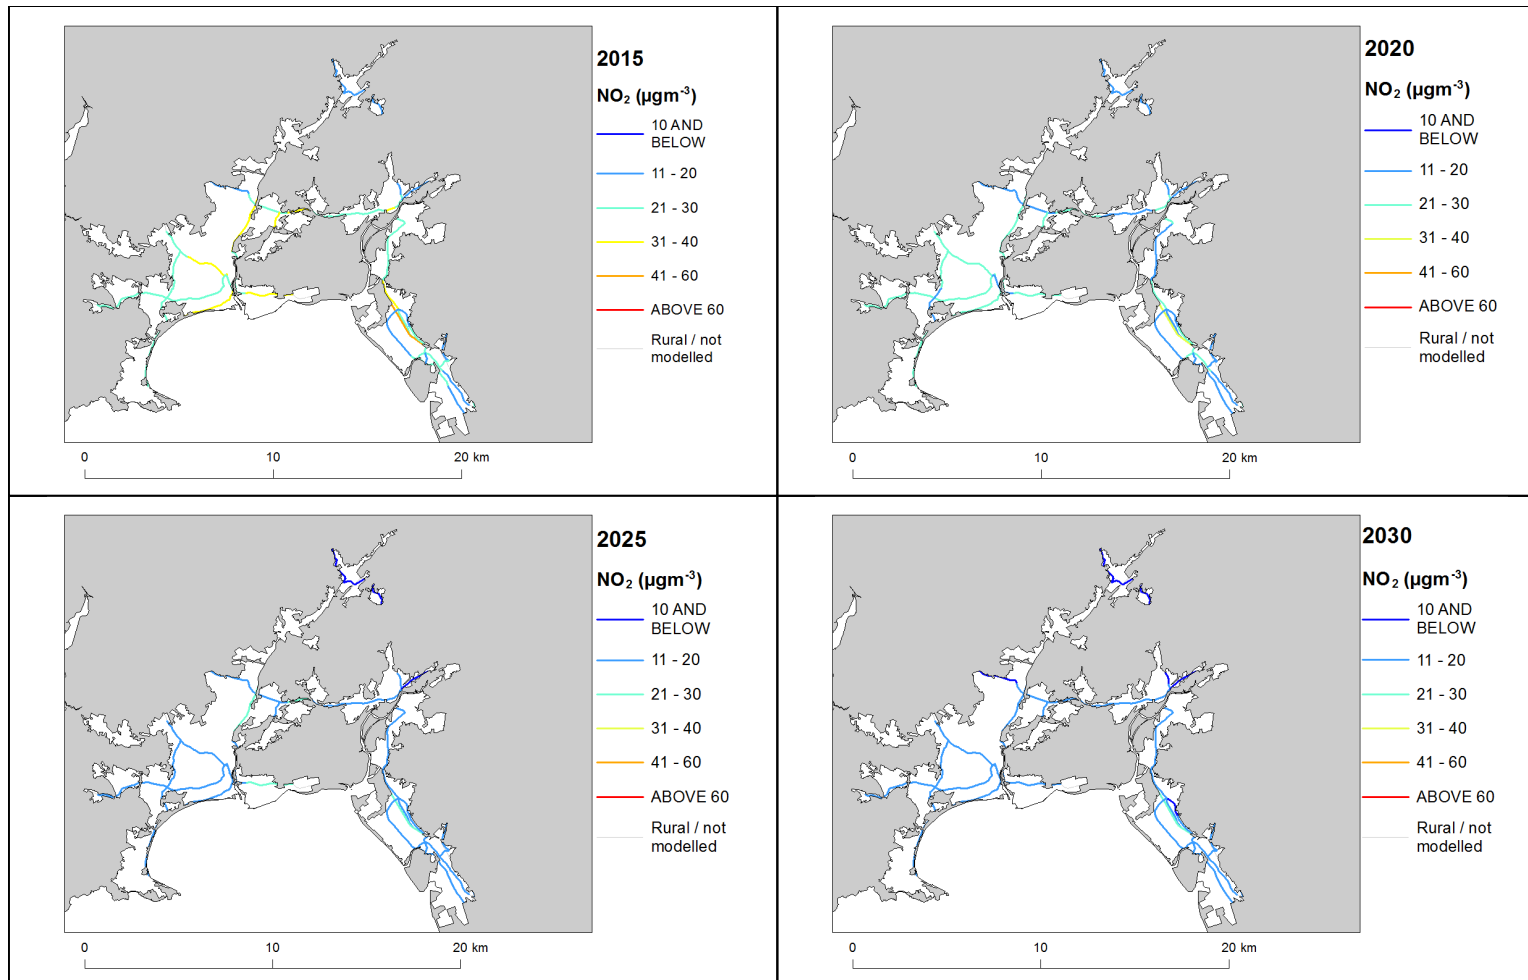 2015
NO₂ (µgm⁻³)
10 AND
BELOW
11 - 20
21 - 30
31 - 40
41 - 60
ABOVE 60
Rural / not
modelled
0 10 20 km
2020
NO₂ (µgm⁻³)
10 AND
BELOW
11 - 20
21 - 30
31 - 40
41 - 60
ABOVE 60
Rural / not
modelled
0 10 20 km
2025
NO₂ (µgm⁻³)
10 AND
BELOW
11 - 20
21 - 30
31 - 40
41 - 60
ABOVE 60
Rural / not
modelled
0 10 20 km
2030
NO₂ (µgm⁻³)
10 AND
BELOW
11 - 20
21 - 30
31 - 40
41 - 60
ABOVE 60
Rural / not
modelled
0 10 20 km